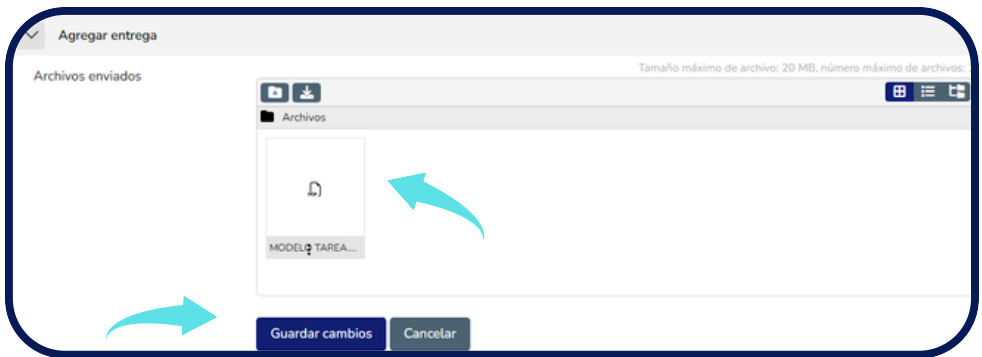 Agregar entrega
Archivos enviados
Tamaño máximo de archivo: 20 MB, número máximo de archivos:
Archivos
MODELO TAREA....
Guardar cambios
Cancelar